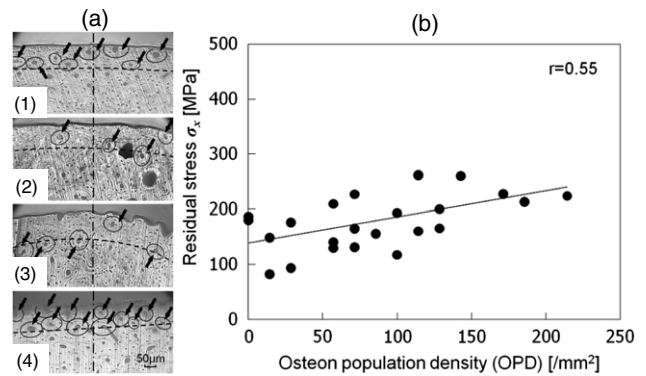 (a)
(b)
(1)
(2)
(3)
(4)
50μm
Residual stress σx [MPa]
500
400
300
200
100
0
r=0.55
0
50
100
150
200
250
Osteon population density (OPD) [/mm²]